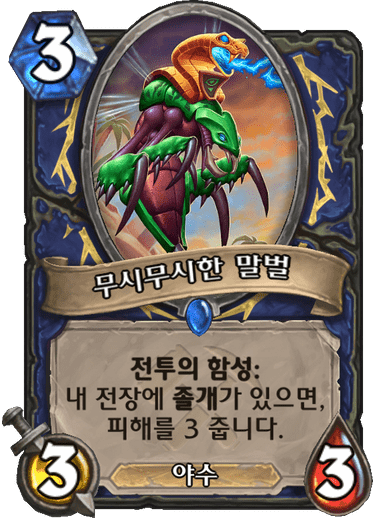 3
무시무시한 말벌
전투의 함성:
내 전장에 졸개가 있으면,
피해를 3 줍니다.
3
야수
3